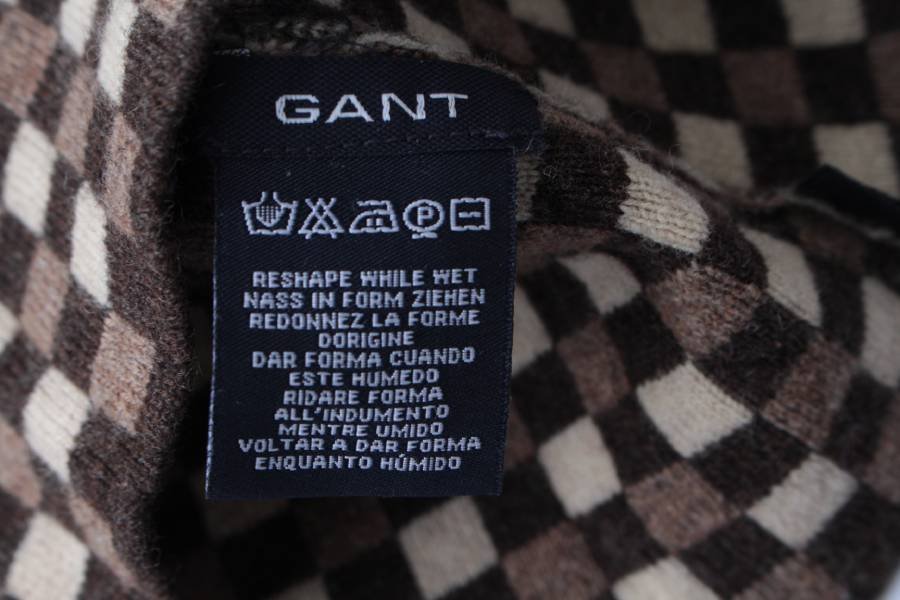 GANT
P
RESHAPE WHILE WET
NASS IN FORM ZIEHEN
REDONNEZ LA FORME
DORIGINE
DAR FORMA CUANDO
ESTE HUMEDO
RIDARE FORMA
ALL'INDUMENTO
MENTRE UMIDO
VOLTAR A DAR FORMA
ENQUANTO HÚMIDO